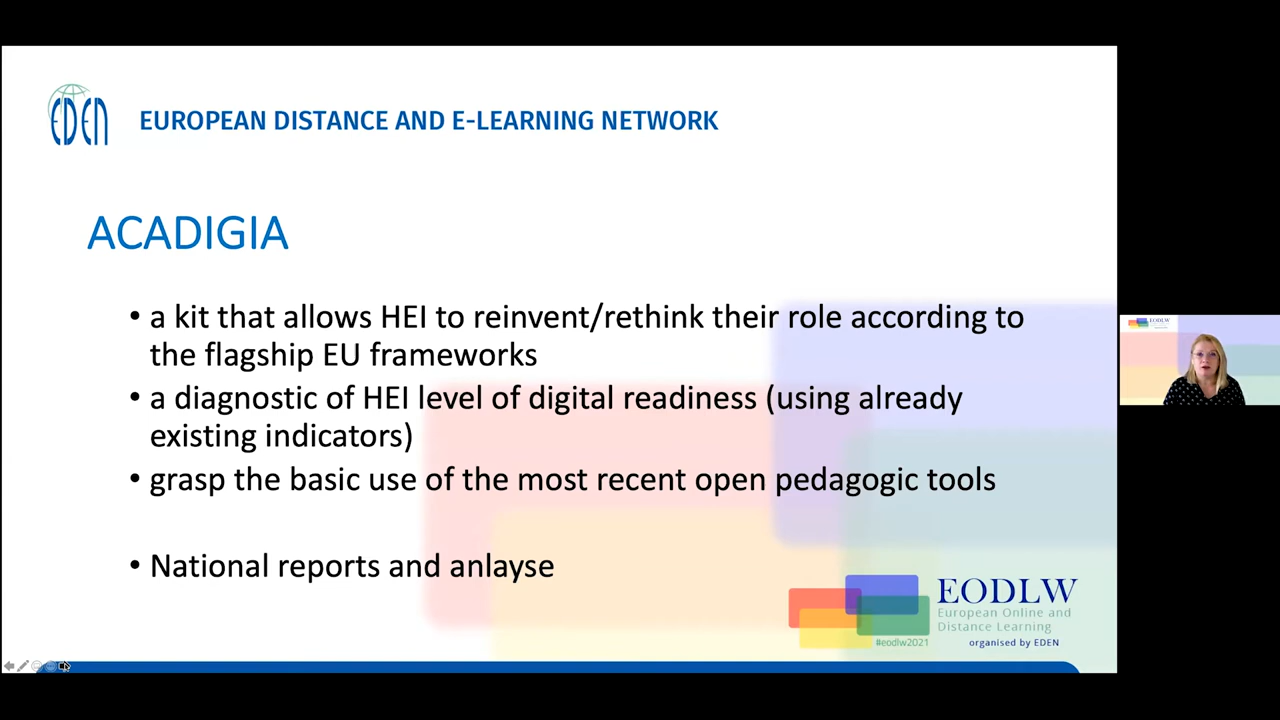 EDEN
EUROPEAN DISTANCE AND E-LEARNING NETWORK
ACADIGIA
• a kit that allows HEI to reinvent/rethink their role according to
the flagship EU frameworks
• a diagnostic of HEI level of digital readiness (using already
existing indicators)
• grasp the basic use of the most recent open pedagogic tools
• National reports and anlayse
EODLW
European Online and
Distance Learning
#eodlw2021
organised by EDEN
EODLW